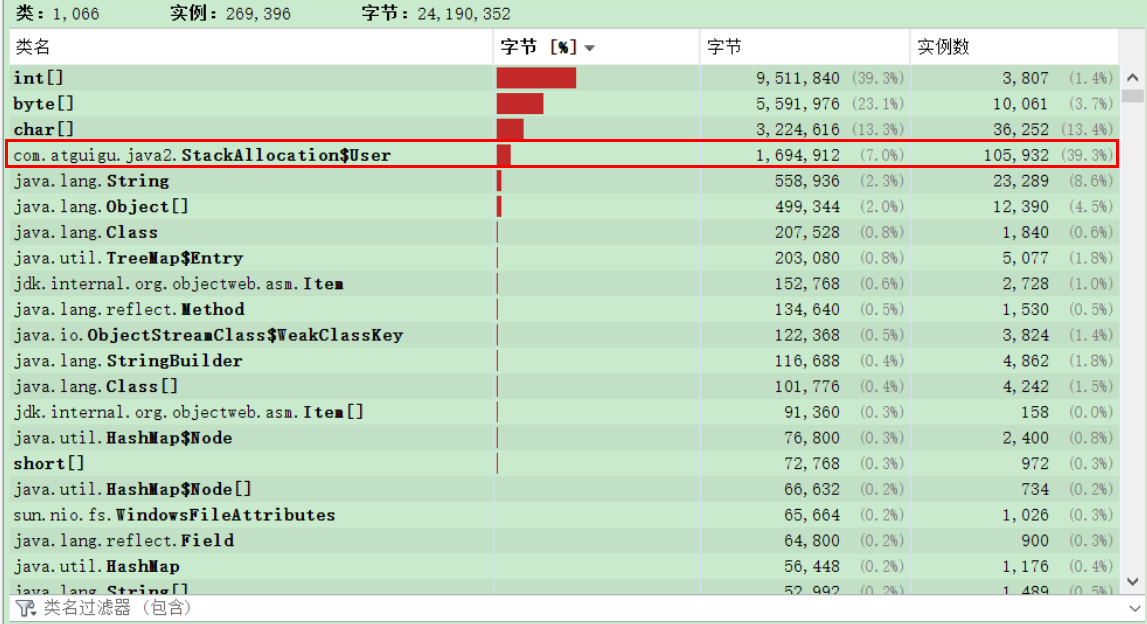 类：1,066 实例：269,396 字节：24,190,352
类名 字节 [%] 字节 实例数
int[] 9,511,840 (39.3%) 3,807 (1.4%)
byte[] 5,591,976 (23.1%) 10,061 (3.7%)
char[] 3,224,616 (13.3%) 36,252 (13.4%)
com.atguigu.java2.StackAllocation$User 1,694,912 (7.0%) 105,932 (39.3%)
java.lang.String 558,936 (2.3%) 23,289 (8.6%)
java.lang.Object[] 499,344 (2.0%) 12,390 (4.5%)
java.lang.Class 207,528 (0.8%) 1,840 (0.6%)
java.util.TreeMap$Entry 203,080 (0.8%) 5,077 (1.8%)
jdk.internal.org.objectweb.asm.Item 152,768 (0.6%) 2,728 (1.0%)
java.lang.reflect.Method 134,640 (0.5%) 1,530 (0.5%)
java.io.ObjectStreamClass$WeakClassKey 122,368 (0.5%) 3,824 (1.4%)
java.lang.StringBuilder 116,688 (0.4%) 4,862 (1.8%)
java.lang.Class[] 101,776 (0.4%) 4,242 (1.5%)
jdk.internal.org.objectweb.asm.Item[] 91,360 (0.3%) 158 (0.0%)
java.util.HashMap$Node 76,800 (0.3%) 2,400 (0.8%)
short[] 72,768 (0.3%) 972 (0.3%)
java.util.HashMap$Node[] 66,632 (0.2%) 734 (0.2%)
sun.nio.fs.WindowsFileAttributes 65,664 (0.2%) 1,026 (0.3%)
java.lang.reflect.Field 64,800 (0.2%) 900 (0.3%)
java.util.HashMap 56,448 (0.2%) 1,176 (0.4%)
java.lang.String[] 52,992 (0.2%) 1,489 (0.5%)
类名过滤器（包含）